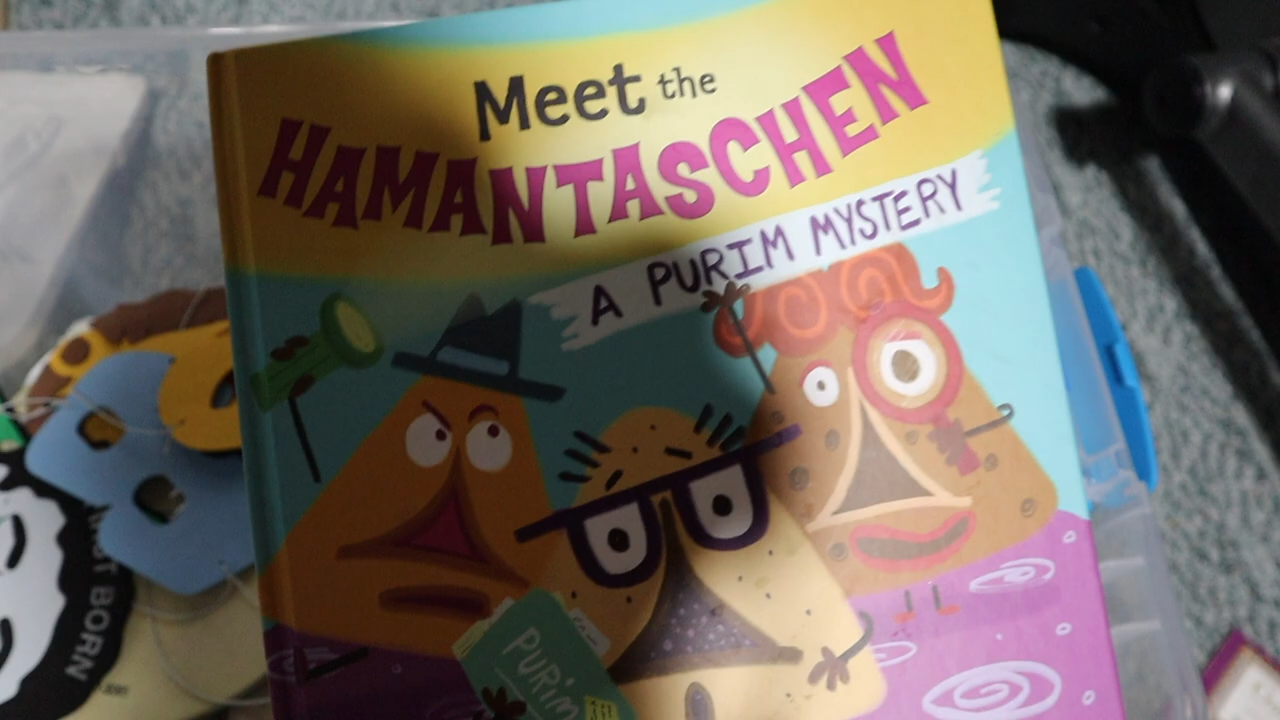 Meet the
HAMANTASCHEN
A PURIM MYSTERY
PURIM
BORN